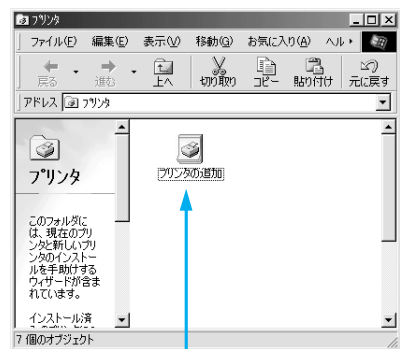 プリンタ
ファイル(F) 編集(E) 表示(V) 移動(G) お気に入り(A) ヘル
戻る 進む 上へ 切り取り コピー 貼り付け 元に戻す
アドレス プリンタ
プリンタ
プリンタの追加
このフォルダに
は、現在のプリ
ンタと新しいプリ
ンタのインストー
ルを手助けする
ウィザードが含ま
れています。
インストール済
7 個のオブジェクト